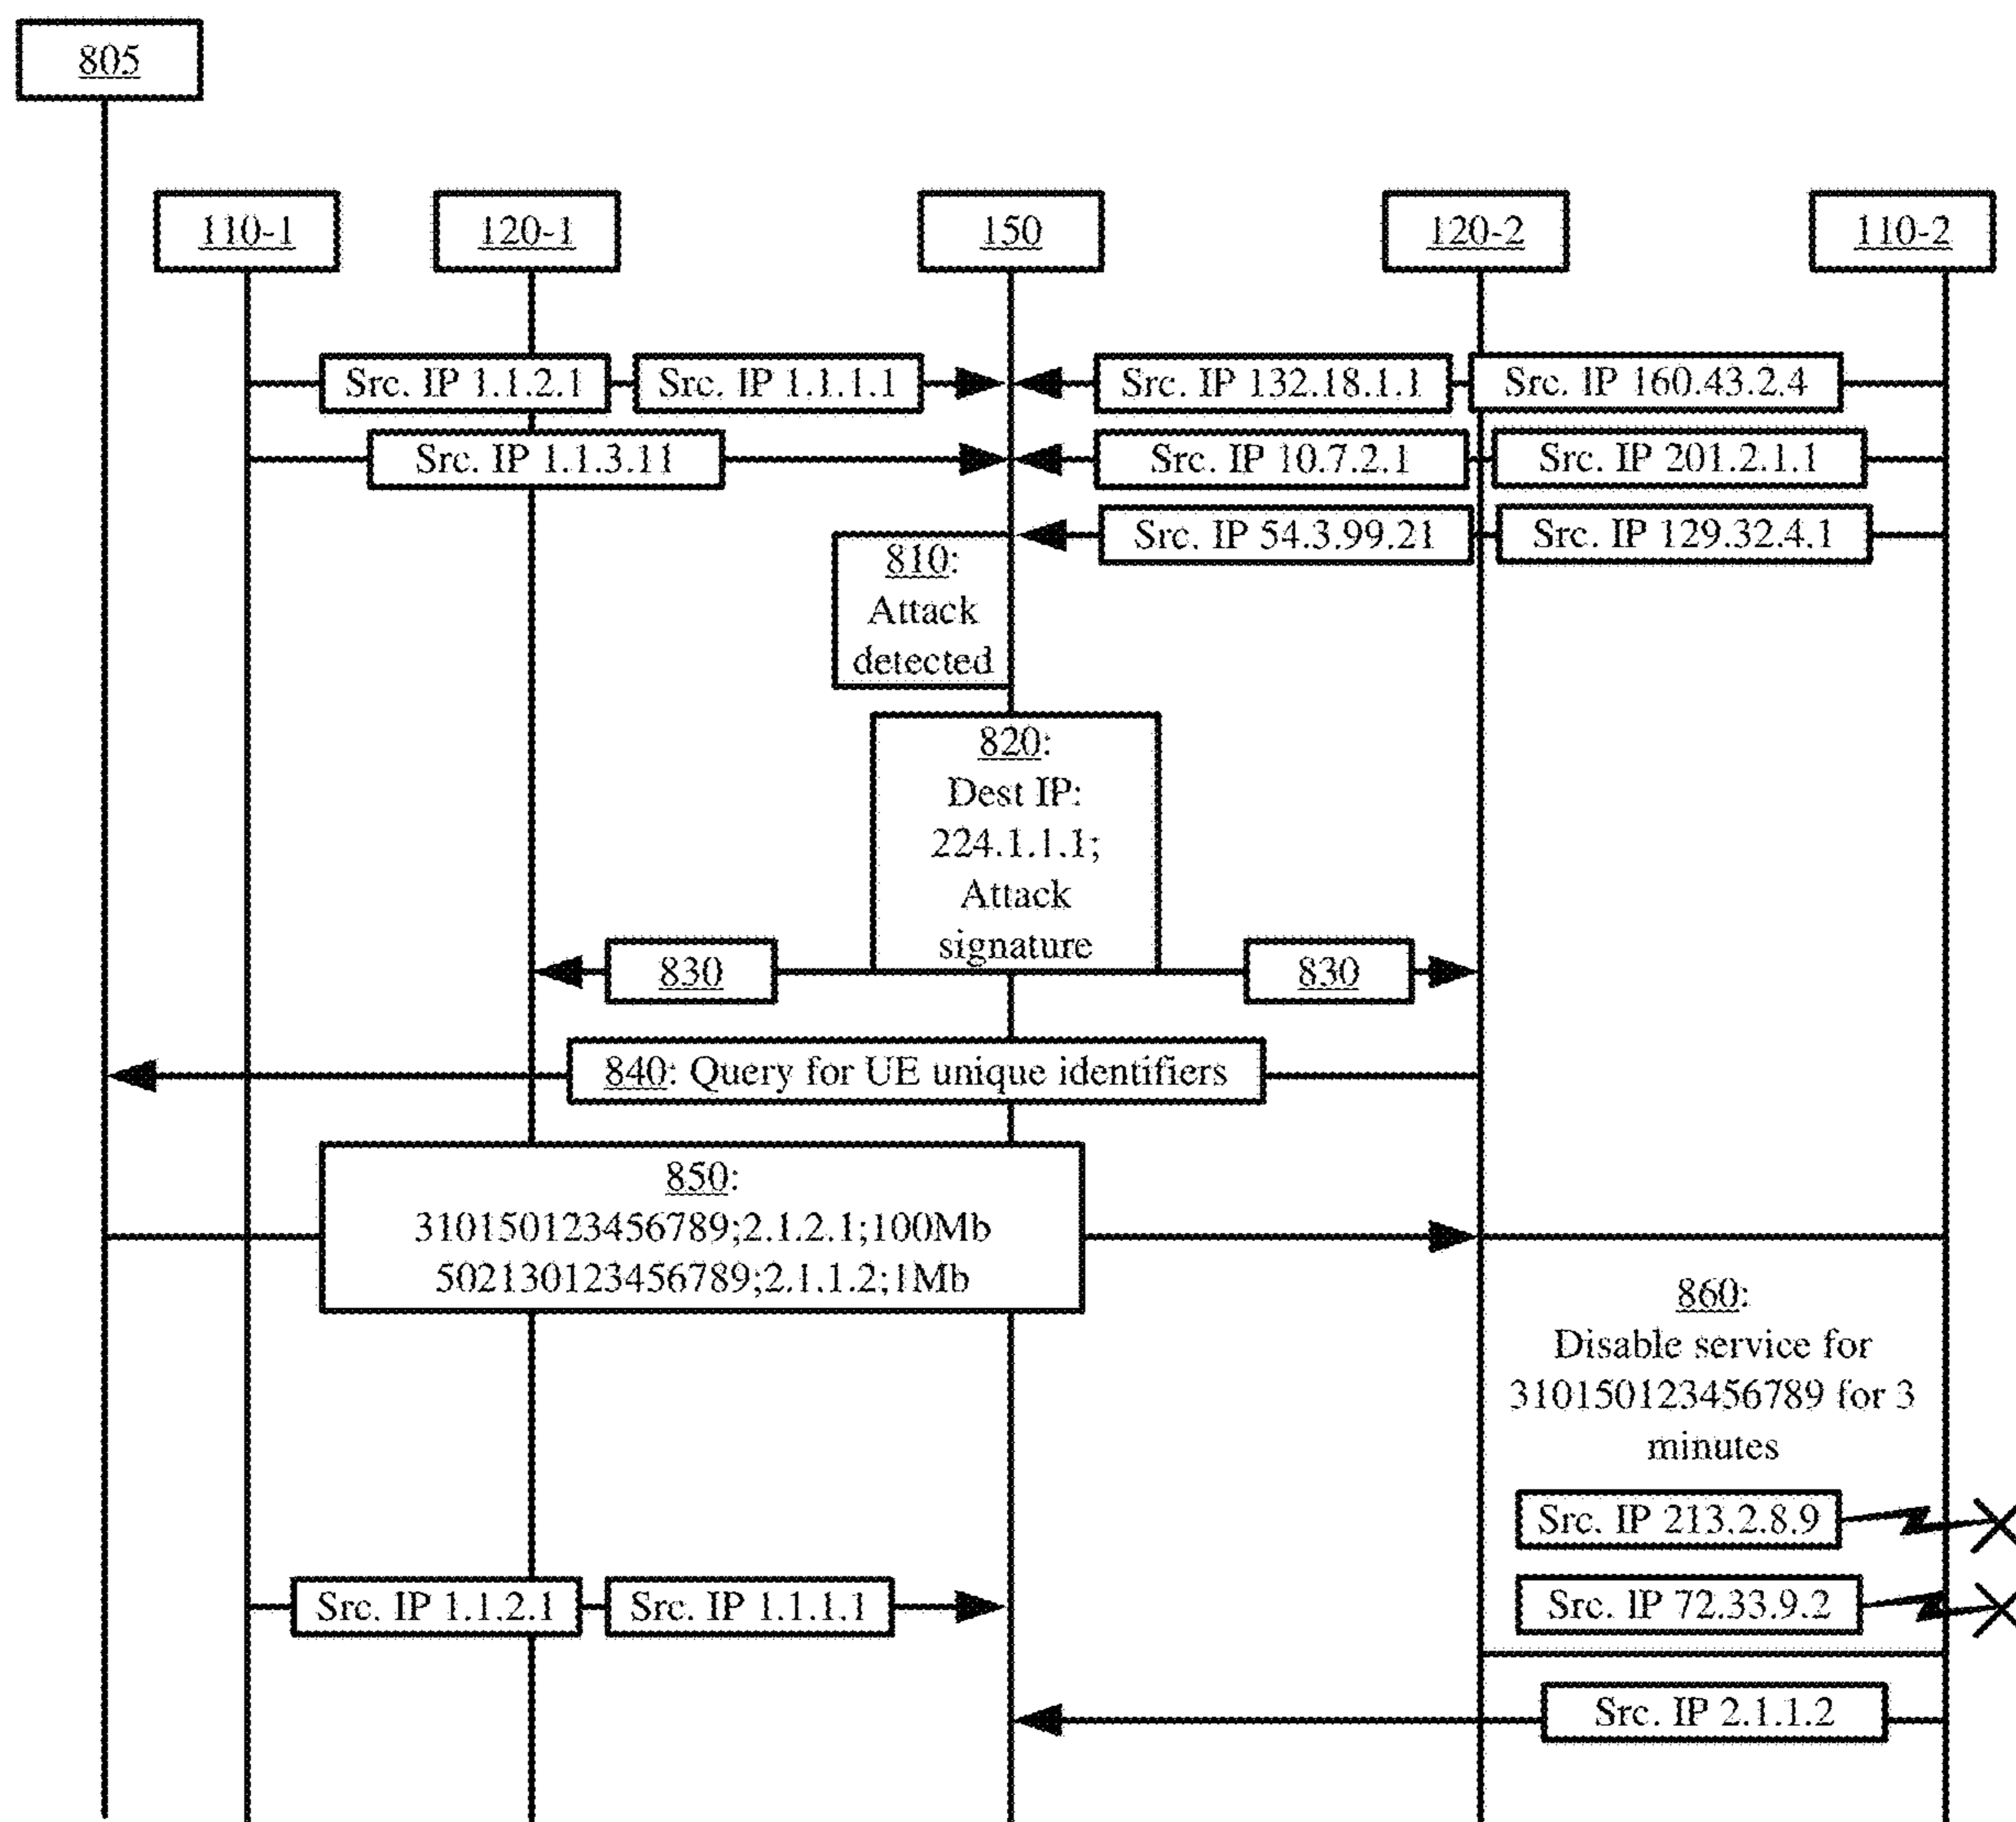 805
110-1
120-1
150
120-2
110-2
Src. IP 1.1.2.1
Src. IP 1.1.1.1
Src. IP 132.18.1.1
Src. IP 160.43.2.4
Src. IP 1.1.3.11
Src. IP 10.7.2.1
Src. IP 201.2.1.1
Src. IP 54.3.99.21
Src. IP 129.32.4.1
810:
Attack
detected
820:
Dest IP:
224.1.1.1;
Attack
signature
830
830
840: Query for UE unique identifiers
850:
310150123456789;2.1.2.1;100Mb
502130123456789;2.1.1.2;1Mb
860:
Disable service for
310150123456789 for 3
minutes
Src. IP 213.2.8.9
Src. IP 1.1.2.1
Src. IP 1.1.1.1
Src. IP 72.33.9.2
Src. IP 2.1.1.2